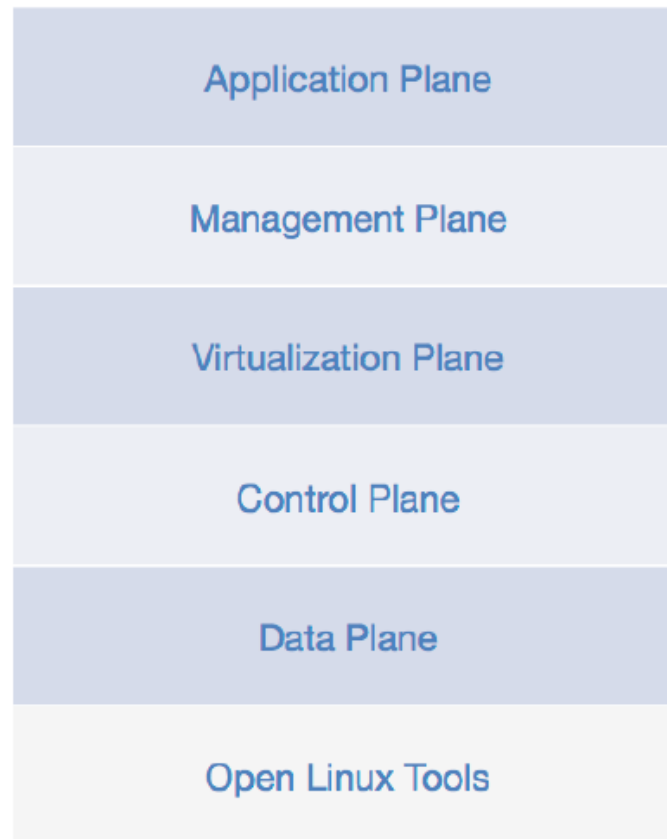 Application Plane
Management Plane
Virtualization Plane
Control Plane
Data Plane
Open Linux Tools